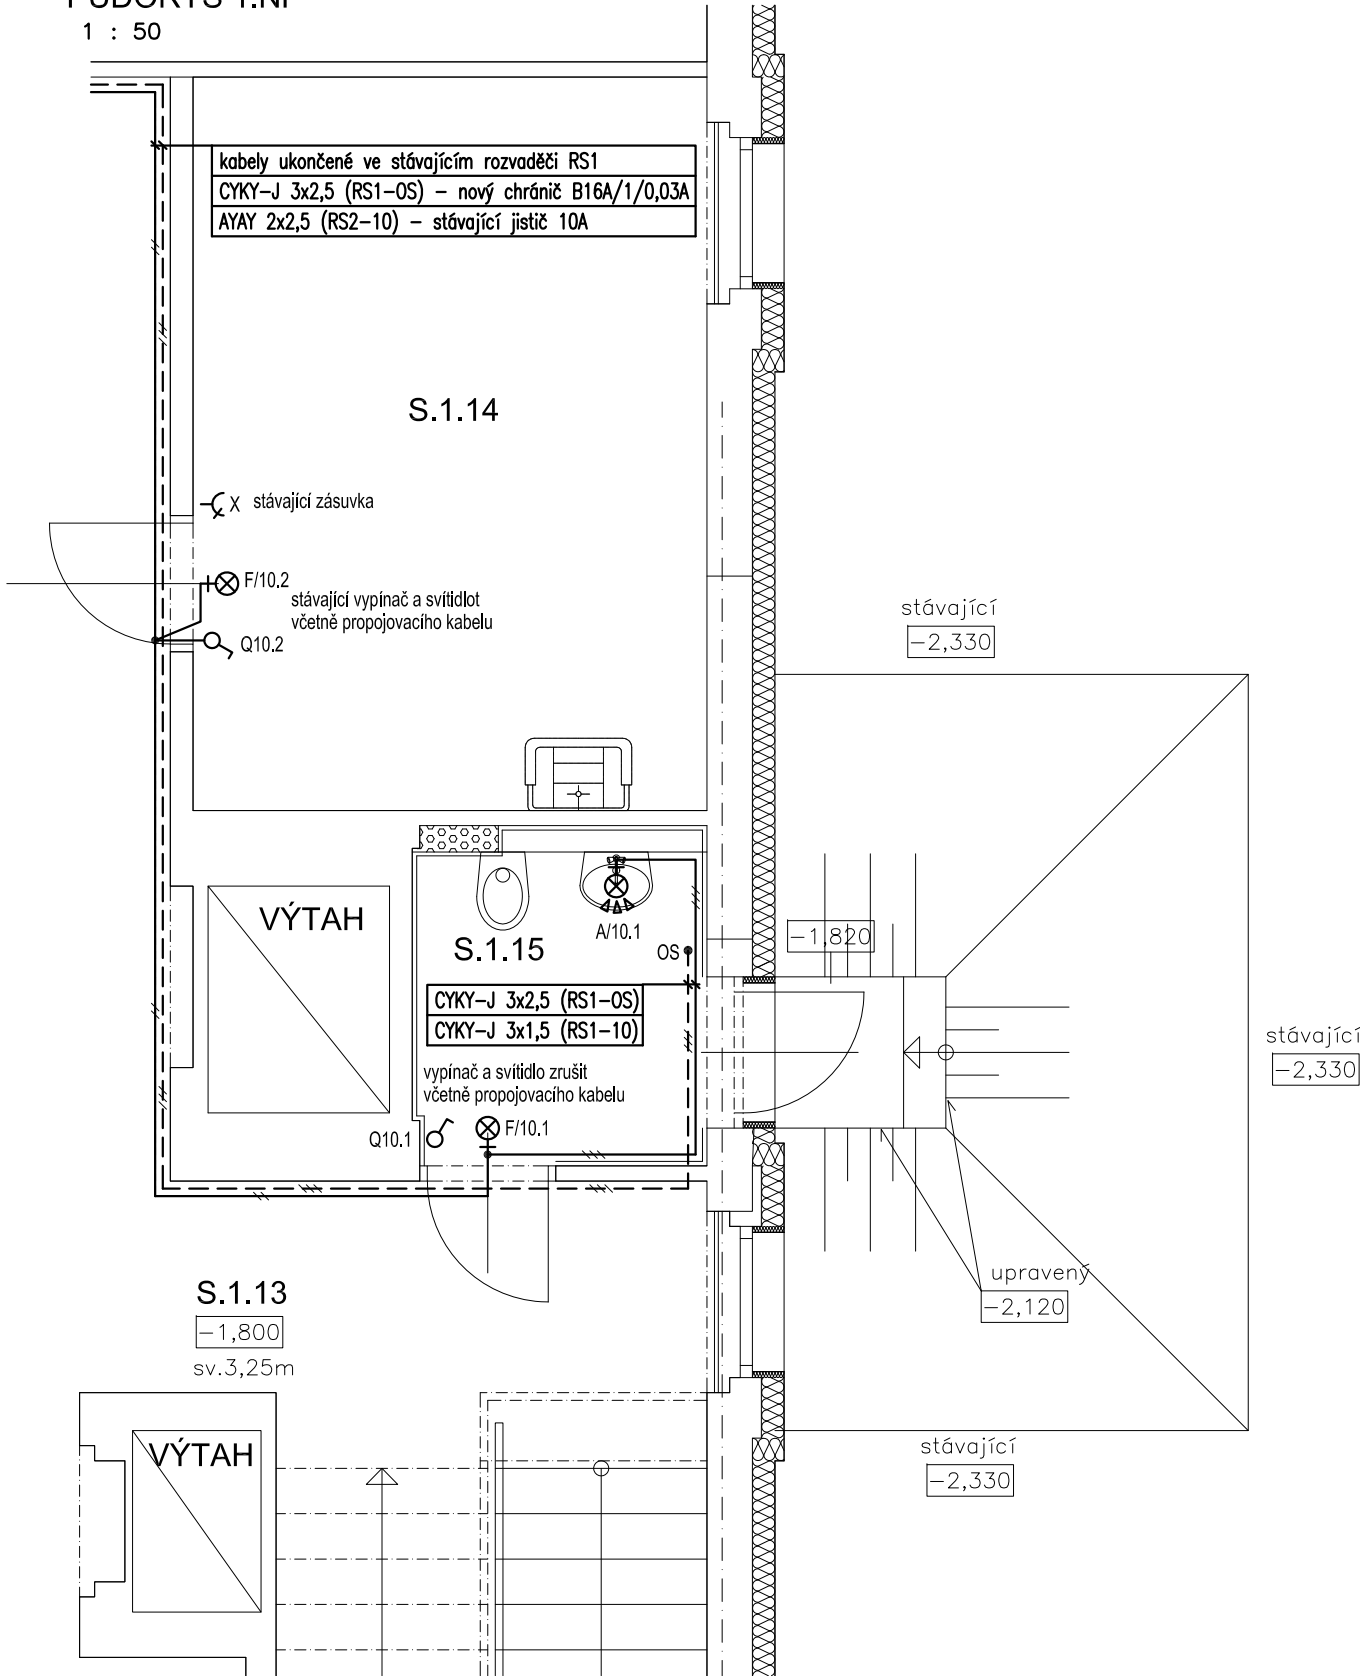 PŮDORYS 1.NP
1 : 50
kabely ukončené ve stávajícím rozvaděči RS1
CYKY-J 3x2,5 (RS1-OS) - nový chránič B16A/1/0,03A
AYAY 2x2,5 (RS2-10) - stávající jistič 10A
S.1.14
X stávající zásuvka
F/10.2
stávající vypínač a svítidlot
včetně propojovacího kabelu
Q10.2
stávající
-2,330
VÝTAH
S.1.15
A/10.1
OS
-1,820
CYKY-J 3x2,5 (RS1-OS)
CYKY-J 3x1,5 (RS1-10)
stávající
-2,330
vypínač a svítidlo zrušit
včetně propojovacího kabelu
Q10.1
F/10.1
upravený
-2,120
S.1.13
-1,800
sv.3,25m
VÝTAH
stávající
-2,330